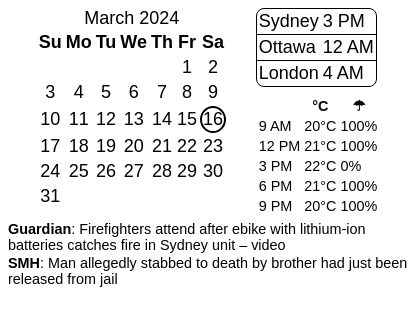 March 2024
Su Mo Tu We Th Fr Sa
1 2
3 4 5 6 7 8 9
10 11 12 13 14 15 16
17 18 19 20 21 22 23
24 25 26 27 28 29 30
31
Sydney 3 PM
Ottawa 12 AM
London 4 AM
°C ☂
9 AM 20°C 100%
12 PM 21°C 100%
3 PM 22°C 0%
6 PM 21°C 100%
9 PM 20°C 100%
Guardian: Firefighters attend after ebike with lithium-ion
batteries catches fire in Sydney unit – video
SMH: Man allegedly stabbed to death by brother had just been
released from jail